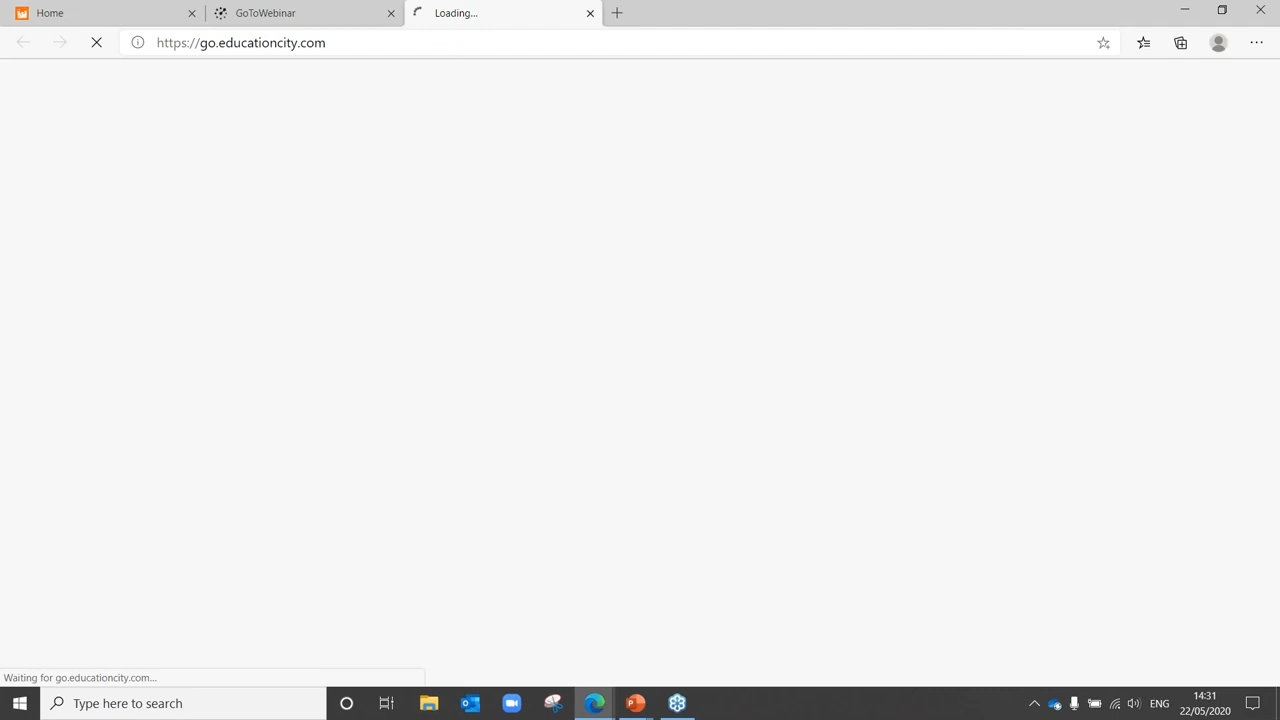 Home
GoToWebinar
Loading...
https://go.educationcity.com
Waiting for go.educationcity.com...
Type here to search
ENG
14:31
22/05/2020